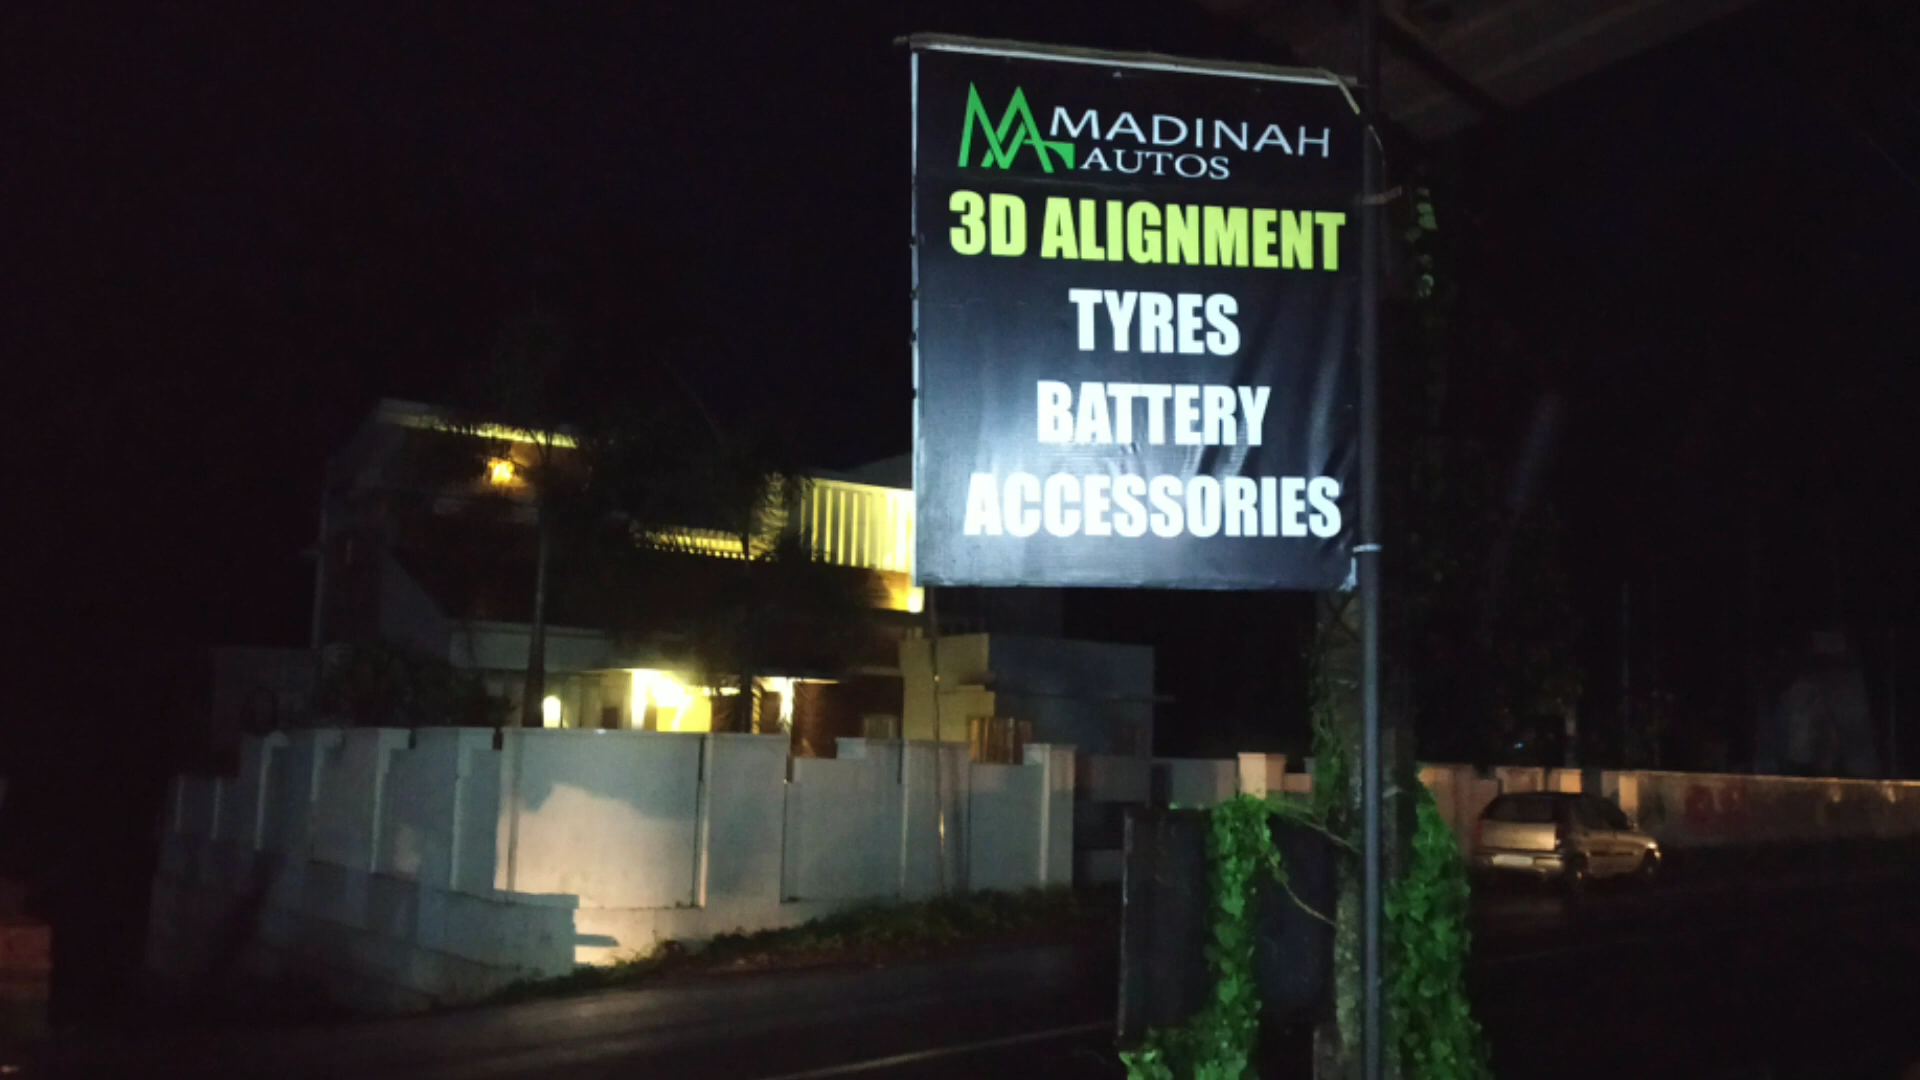 MADINAH
AUTOS
3D ALIGNMENT
TYRES
BATTERY
ACCESSORIES